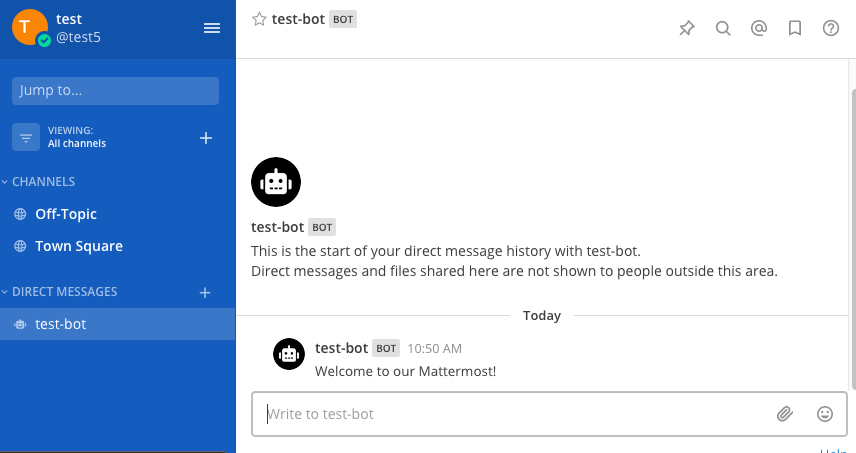 T
test
@test5
Jump to...
VIEWING:
All channels
CHANNELS
Off-Topic
Town Square
DIRECT MESSAGES
test-bot
test-bot BOT
test-bot BOT
This is the start of your direct message history with test-bot.
Direct messages and files shared here are not shown to people outside this area.
Today
test-bot BOT 10:50 AM
Welcome to our Mattermost!
Write to test-bot
Help